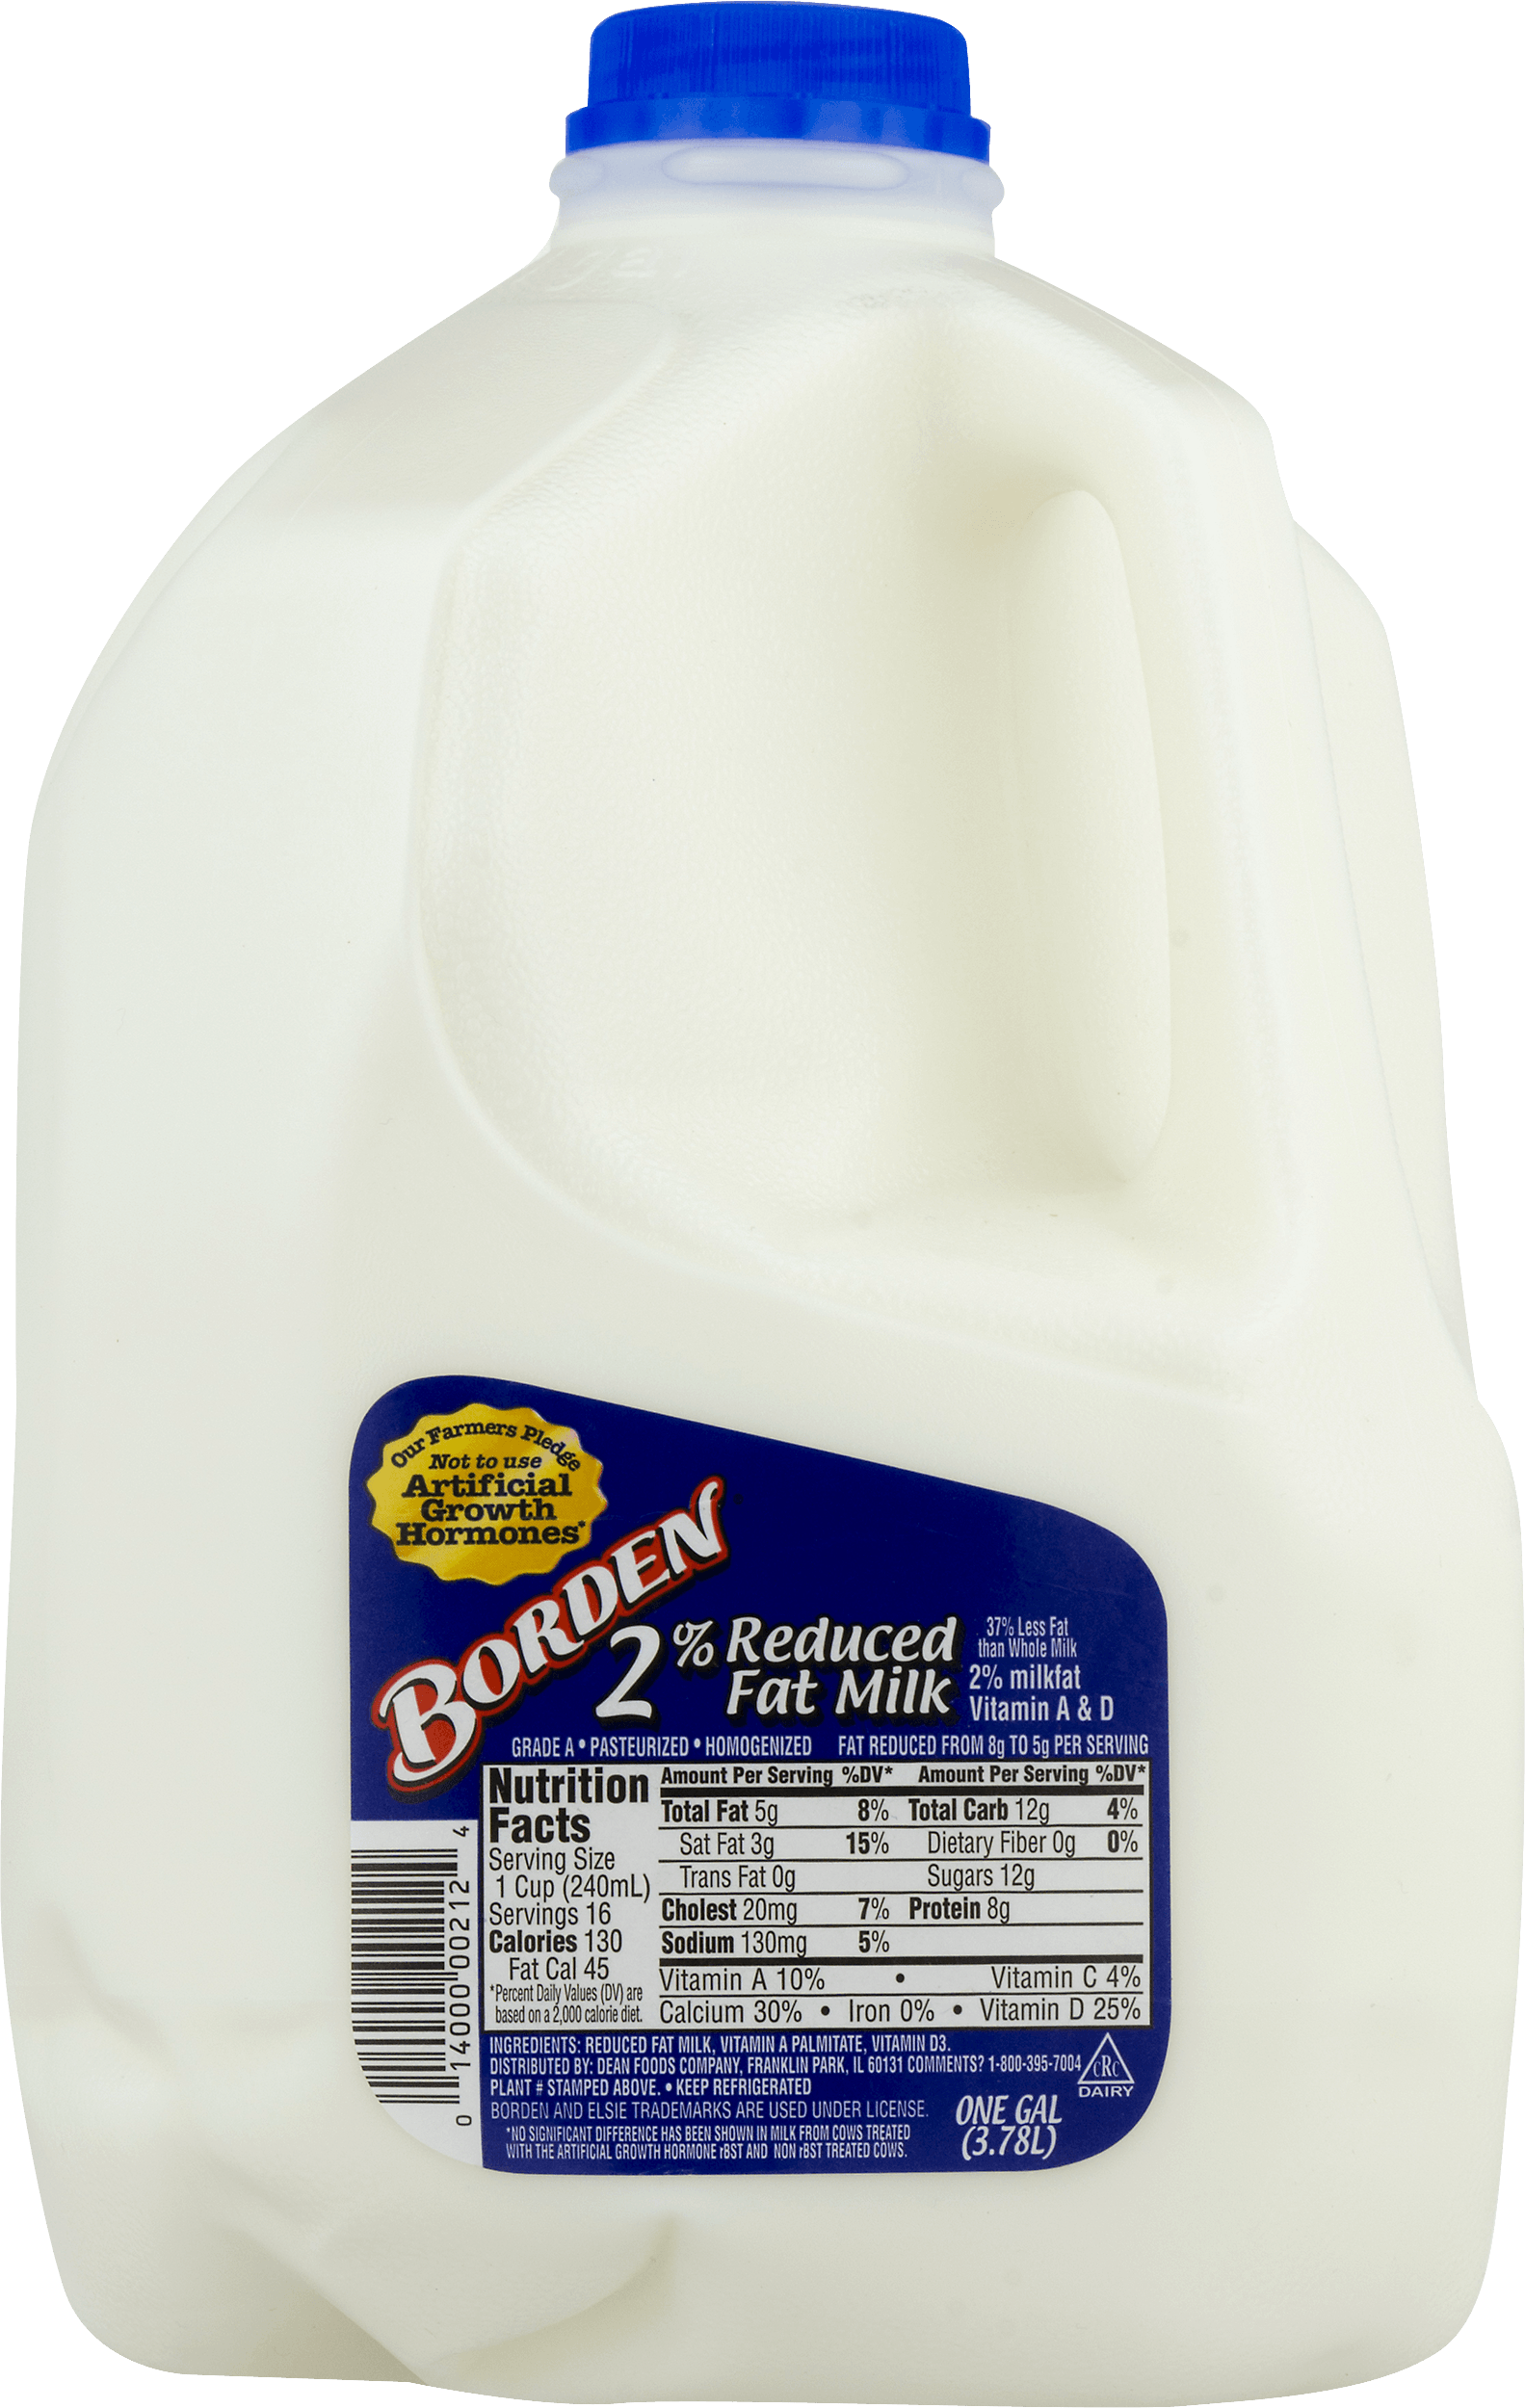 Our Farmers Pledge
Not to use
Artificial
Growth
Hormones*
BORDEN
2% Reduced
Fat Milk
37% Less Fat
than Whole Milk
2% milkfat
Vitamin A & D
GRADE A • PASTEURIZED • HOMOGENIZED FAT REDUCED FROM 8g TO 5g PER SERVING
Nutrition
Facts
Serving Size
1 Cup (240mL)
Servings 16
Calories 130
Fat Cal 45
*Percent Daily Values (DV) are
based on a 2,000 calorie diet.
Amount Per Serving %DV* Amount Per Serving %DV*
Total Fat 5g 8% Total Carb 12g 4%
Sat Fat 3g 15% Dietary Fiber 0g 0%
Trans Fat 0g Sugars 12g
Cholest 20mg 7% Protein 8g
Sodium 130mg 5%
Vitamin A 10% • Vitamin C 4%
Calcium 30% • Iron 0% • Vitamin D 25%
0 14000 00212 4
INGREDIENTS: REDUCED FAT MILK, VITAMIN A PALMITATE, VITAMIN D3.
DISTRIBUTED BY: DEAN FOODS COMPANY, FRANKLIN PARK, IL 60131 COMMENTS? 1-800-395-7004
PLANT # STAMPED ABOVE. • KEEP REFRIGERATED
BORDEN AND ELSIE TRADEMARKS ARE USED UNDER LICENSE.
*NO SIGNIFICANT DIFFERENCE HAS BEEN SHOWN IN MILK FROM COWS TREATED
WITH THE ARTIFICIAL GROWTH HORMONE rBST AND NON rBST TREATED COWS.
cRc
DAIRY
ONE GAL
(3.78L)